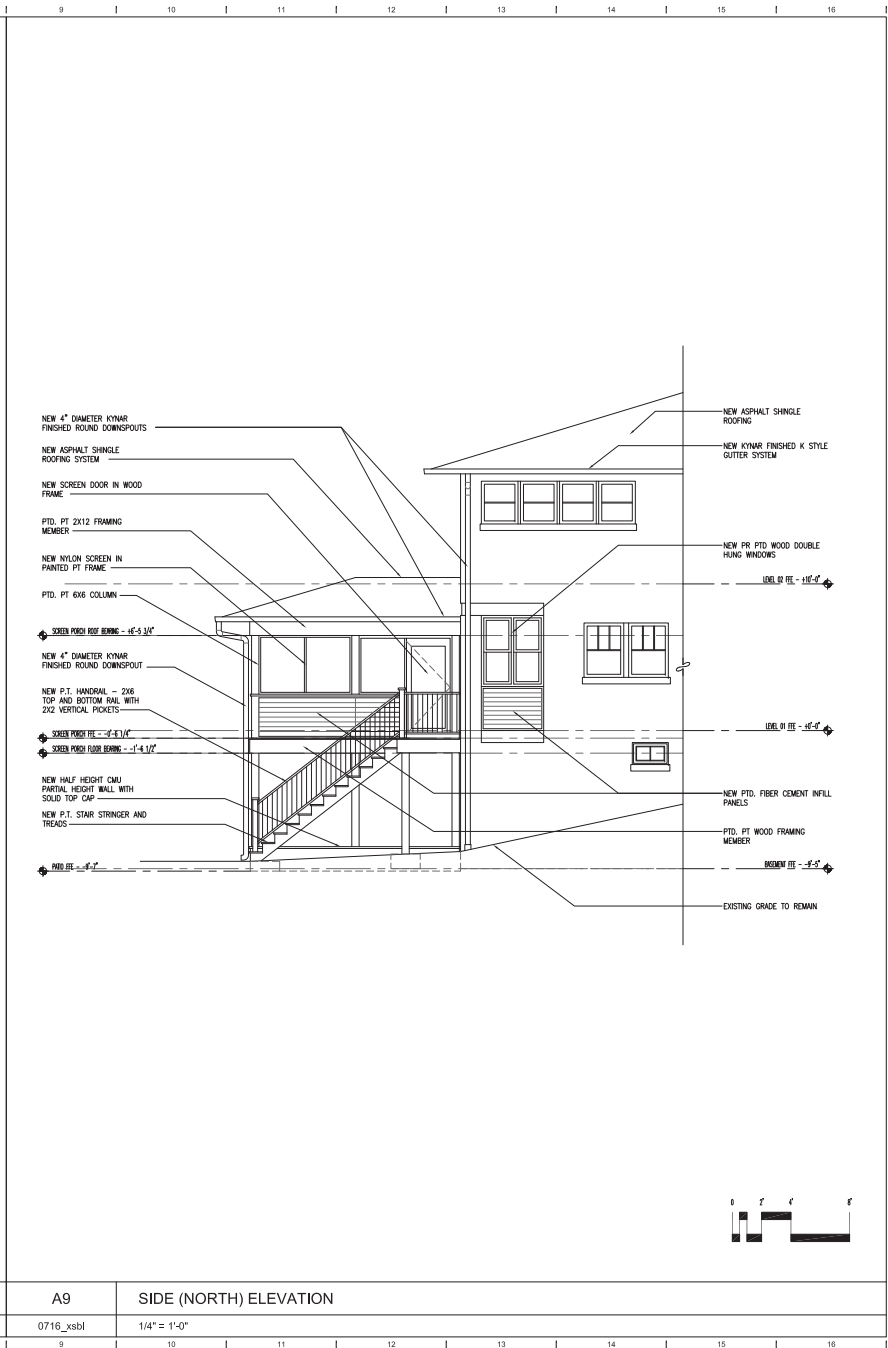 9 10 11 12 13 14 15 16
NEW 4" DIAMETER KYNAR
FINISHED ROUND DOWNSPOUTS
NEW ASPHALT SHINGLE
ROOFING SYSTEM
NEW SCREEN DOOR IN WOOD
FRAME
PTD. PT 2X12 FRAMING
MEMBER
NEW NYLON SCREEN IN
PAINTED PT FRAME
PTD. PT 6X6 COLUMN
SCREEN PORCH ROOF BEARING - +6'-5 3/4"
NEW 4" DIAMETER KYNAR
FINISHED ROUND DOWNSPOUT
NEW P.T. HANDRAIL – 2X6
TOP AND BOTTOM RAIL WITH
2X2 VERTICAL PICKETS
SCREEN PORCH FFE - -0'-6 1/4"
SCREEN PORCH FLOOR BEARING - -1'-6 1/2"
NEW HALF HEIGHT CMU
PARTIAL HEIGHT WALL WITH
SOLID TOP CAP
NEW P.T. STAIR STRINGER AND
TREADS
PATIO FFE - -9'-7"
NEW ASPHALT SHINGLE
ROOFING
NEW KYNAR FINISHED K STYLE
GUTTER SYSTEM
NEW PR PTD WOOD DOUBLE
HUNG WINDOWS
LEVEL 02 FFE - +10'-0"
LEVEL 01 FFE - +0'-0"
NEW PTD. FIBER CEMENT INFILL
PANELS
PTD. PT WOOD FRAMING
MEMBER
BASEMENT FFE - -9'-5"
EXISTING GRADE TO REMAIN
0 2' 4' 8'
A9 SIDE (NORTH) ELEVATION
0716_xsbl 1/4" = 1'-0"
9 10 11 12 13 14 15 16